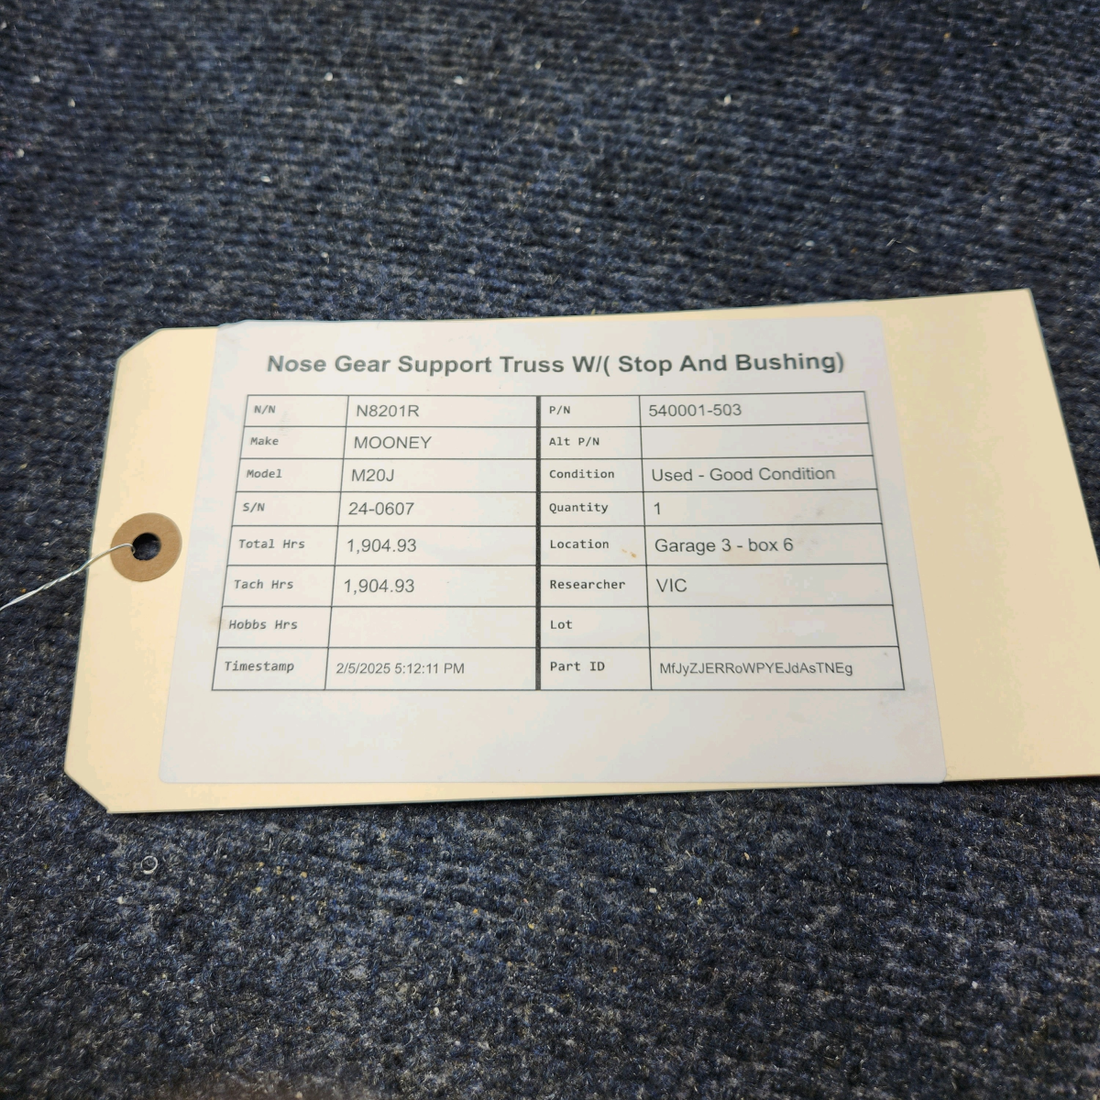 Nose Gear Support Truss W/( Stop And Bushing)
N/N N8201R P/N 540001-503
Make MOONEY Alt P/N
Model M20J Condition Used - Good Condition
S/N 24-0607 Quantity 1
Total Hrs 1,904.93 Location Garage 3 - box 6
Tach Hrs 1,904.93 Researcher VIC
Hobbs Hrs Lot
Timestamp 2/5/2025 5:12:11 PM Part ID MfJyZJERRoWPYEJdAsTNEg